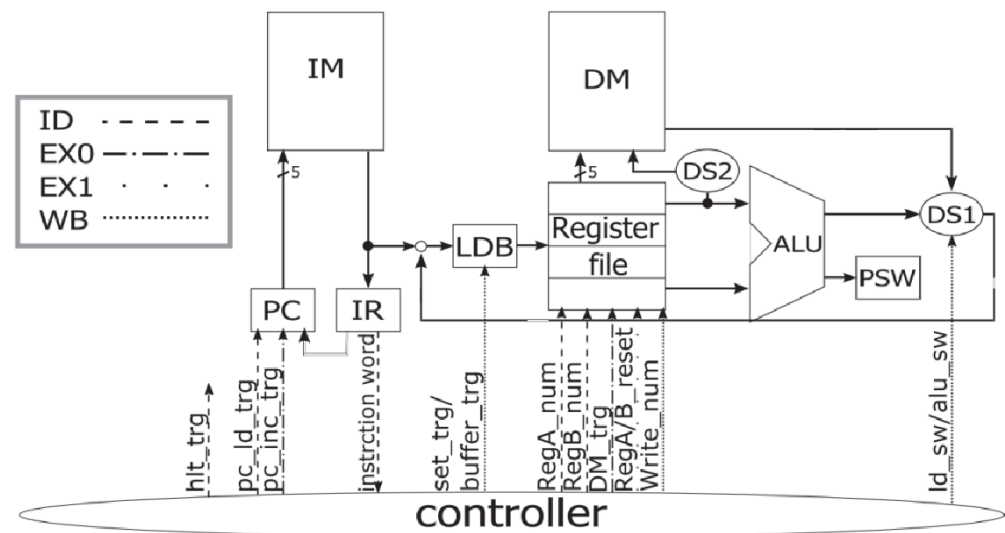 IM
DM
ID
EX0
EX1
WB
5
5
DS2
Register
file
LDB
ALU
DS1
PSW
PC
IR
hlt_trg
pc_ld_trg
pc_inc_trg
instrction word
set_trg/
buffer_trg
RegA_num
RegB_num
DM_trg
RegA/B_reset
Write_num
ld_sw/alu_sw
controller